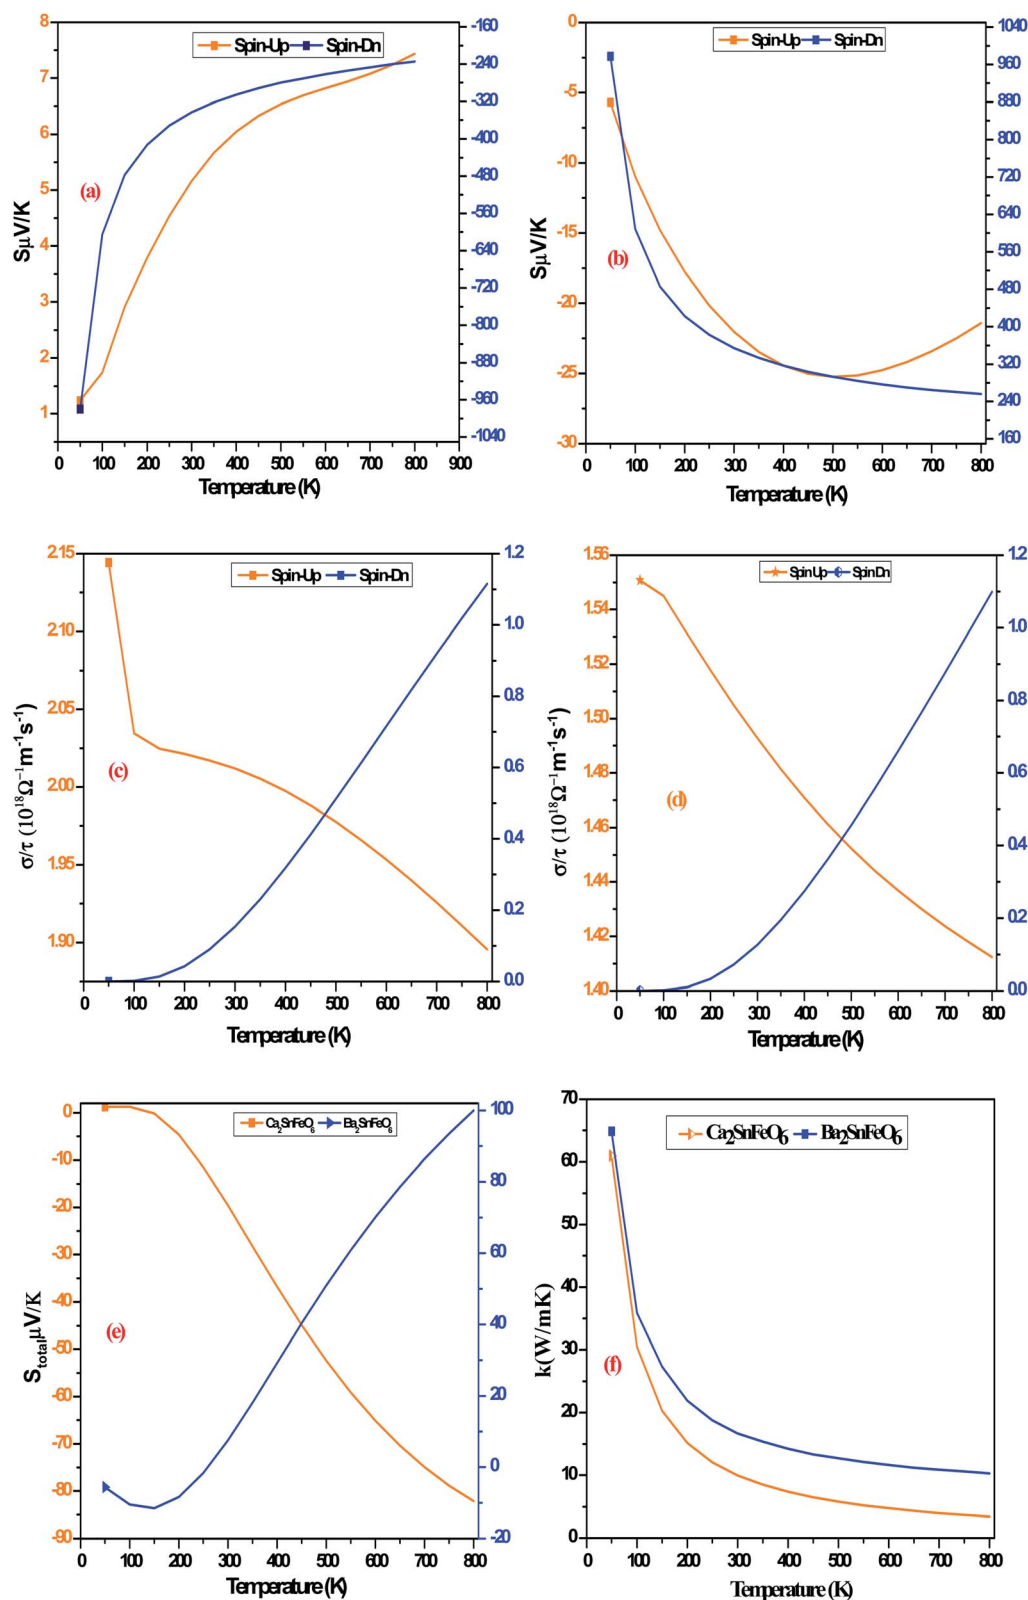 8 -160 0 1040
Spin-Up Spin-Dn Spin-Up Spin-Dn
7 -240 -5 960
-320 880
6 -400 -10 800
5 (a) -480 720
SμV/K -560 SμV/K -15 (b) 640
4 -640 560
3 -720 -20 480
-800 400
2 -880 -25 320
1 -960 240
-1040 -30 160
0 100 200 300 400 500 600 700 800 900 0 100 200 300 400 500 600 700 800
Temperature (K) Temperature (K)
2.15 1.2 1.56 1.2
Spin-Up Spin-Dn Spin Up Spin Dn
2.10 1.0 1.54 1.0
1.52
2.05 0.8 1.50 0.8
σ/τ (10¹⁸Ω⁻¹m⁻¹s⁻¹) (c) 0.6 σ/τ (10¹⁸Ω⁻¹m⁻¹s⁻¹) 1.48 (d) 0.6
2.00 1.46
0.4 0.4
1.95 1.44
0.2 0.2
1.90 1.42
0.0 1.40 0.0
0 100 200 300 400 500 600 700 800 0 100 200 300 400 500 600 700 800
Temperature (K) Temperature (K)
0 100 70
Ca₂SnFeO₆ Ba₂SnFeO₆ Ca₂SnFeO₆ Ba₂SnFeO₆
-10 80 60
-20
-30 60 50
-40 40
S_total μV/K (e) 40 k(W/mK) (f)
-50 30
-60 20 20
-70
-80 0 10
-90 -20 0
0 100 200 300 400 500 600 700 800 0 100 200 300 400 500 600 700 800
Temperature (K) Temperature (K)